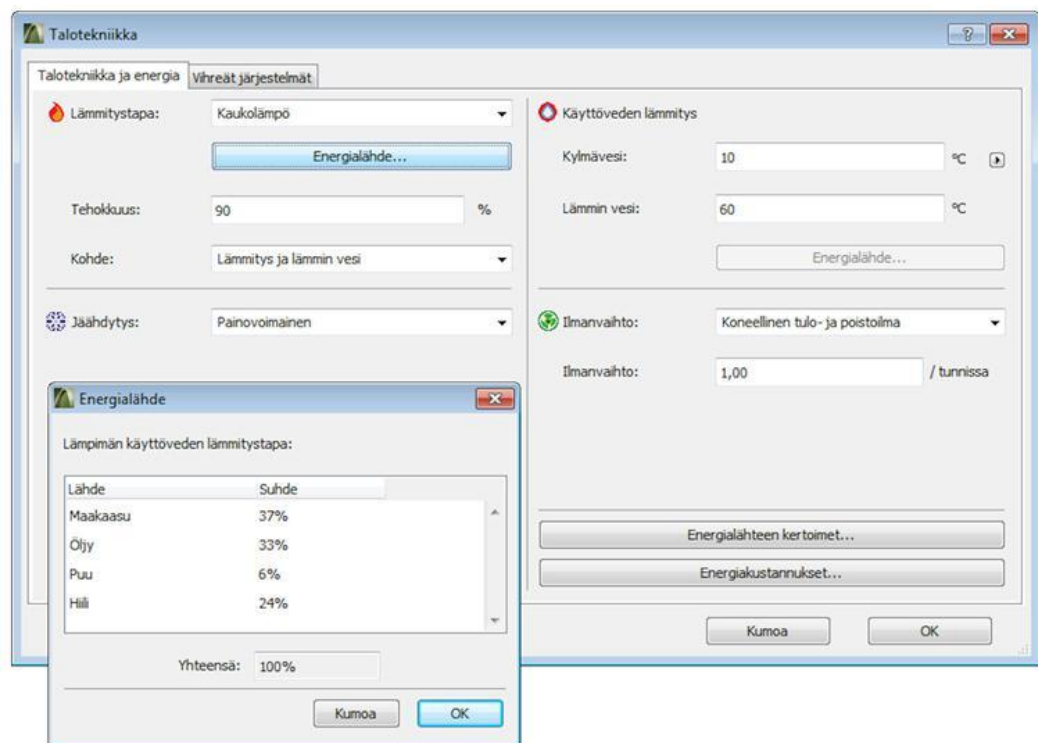 Talotekniikka
Talotekniikka ja energia Vihreät järjestelmät
Lämmitystapa: Kaukolämpö
Energialähde...
Tehokkuus: 90 %
Kohde: Lämmitys ja lämmin vesi
Jäähdytys: Painovoimainen
Käyttöveden lämmitys
Kylmävesi: 10 °C
Lämmin vesi: 60 °C
Energialähde...
Ilmanvaihto: Koneellinen tulo- ja poistoilma
Ilmanvaihto: 1,00 / tunnissa
Energialähteen kertoimet...
Energiakustannukset...
Kumoa OK
Energialähde
Lämpimän käyttöveden lämmitystapa:
Lähde Suhde
Maakaasu 37%
Öljy 33%
Puu 6%
Hiili 24%
Yhteensä: 100%
Kumoa OK